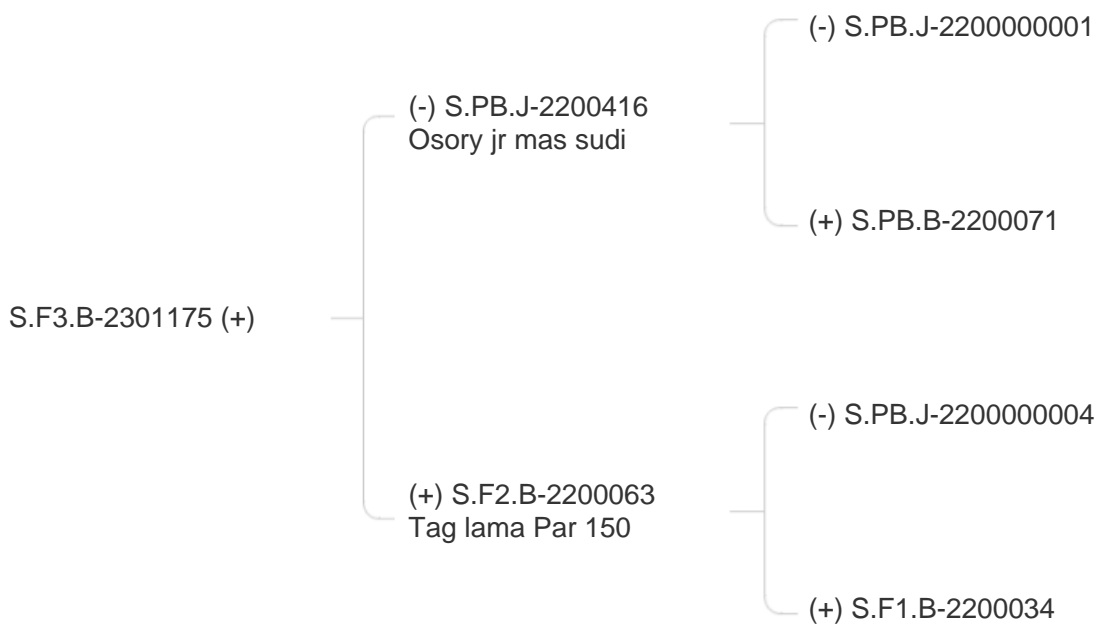 (-) S.PB.J-2200000001
(-) S.PB.J-2200416
Osory jr mas sudi
(+) S.PB.B-2200071
S.F3.B-2301175 (+)
(-) S.PB.J-2200000004
(+) S.F2.B-2200063
Tag lama Par 150
(+) S.F1.B-2200034